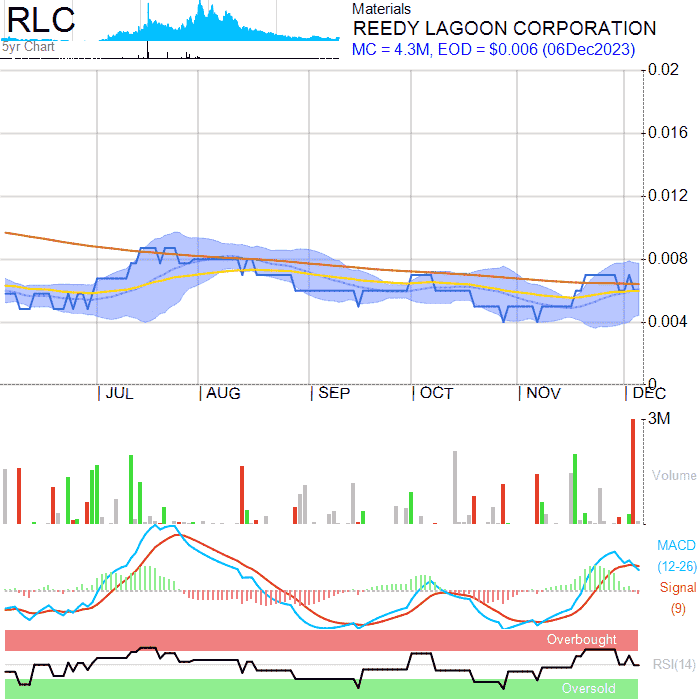 RLC
5yr Chart
Materials
REEDY LAGOON CORPORATION
MC = 4.3M, EOD = $0.006 (06Dec2023)
0.02
0.016
0.012
0.008
0.004
0
| JUL | AUG | SEP | OCT | NOV | DEC
3M
Volume
MACD
(12-26)
Signal
(9)
Overbought
RSI(14)
Oversold